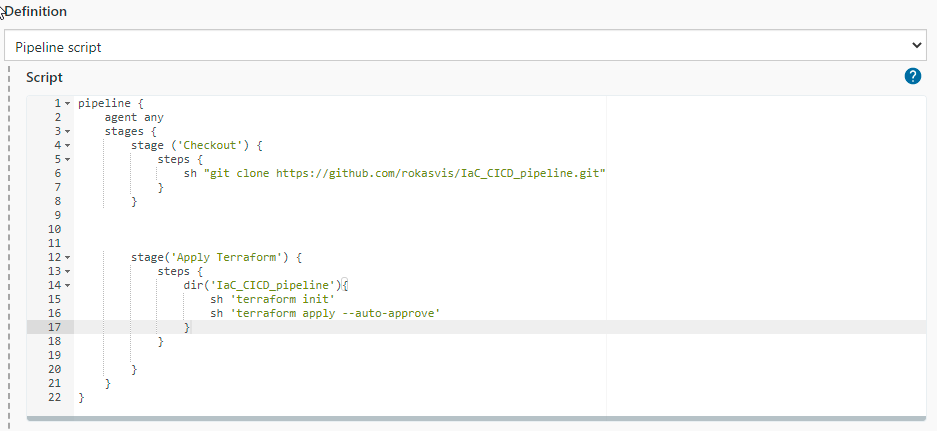 Definition
Pipeline script
Script
?
1 pipeline {
2 agent any
3 stages {
4 stage ('Checkout') {
5 steps {
6 sh "git clone https://github.com/rokasvis/IaC_CICD_pipeline.git"
7 }
8 }
9
10
11
12 stage('Apply Terraform') {
13 steps {
14 dir('IaC_CICD_pipeline'){
15 sh 'terraform init'
16 sh 'terraform apply --auto-approve'
17 }
18 }
19
20 }
21 }
22 }